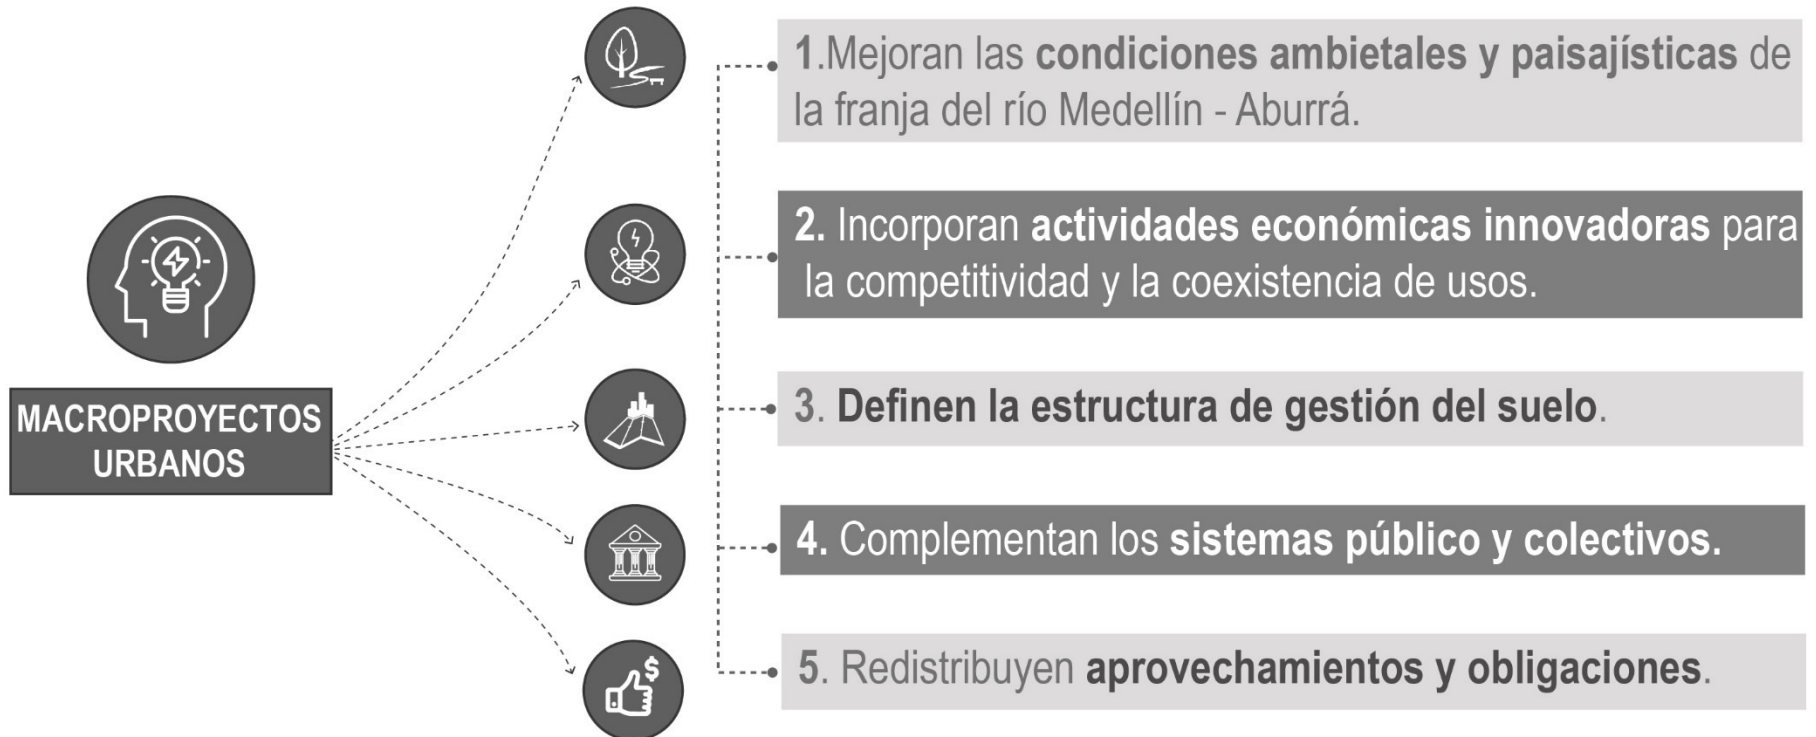 MACROPROYECTOS
URBANOS
1.Mejoran las condiciones ambietales y paisajísticas de
la franja del río Medellín - Aburrá.
2. Incorporan actividades económicas innovadoras para
la competitividad y la coexistencia de usos.
3. Definen la estructura de gestión del suelo.
4. Complementan los sistemas público y colectivos.
$
5. Redistribuyen aprovechamientos y obligaciones.